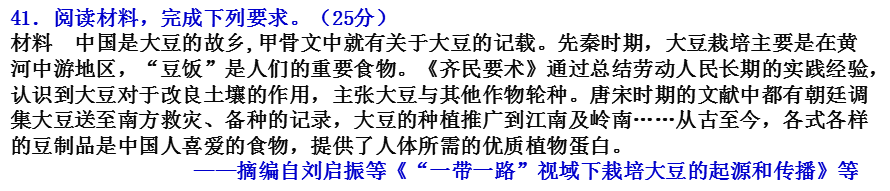 41．阅读材料，完成下列要求。（25分）
材料　中国是大豆的故乡,甲骨文中就有关于大豆的记载。先秦时期，大豆栽培主要是在黄
河中游地区，“豆饭”是人们的重要食物。《齐民要术》通过总结劳动人民长期的实践经验，
认识到大豆对于改良土壤的作用，主张大豆与其他作物轮种。唐宋时期的文献中都有朝廷调
集大豆送至南方救灾、备种的记录，大豆的种植推广到江南及岭南……从古至今，各式各样
的豆制品是中国人喜爱的食物，提供了人体所需的优质植物蛋白。
——摘编自刘启振等《“一带一路”视域下栽培大豆的起源和传播》等